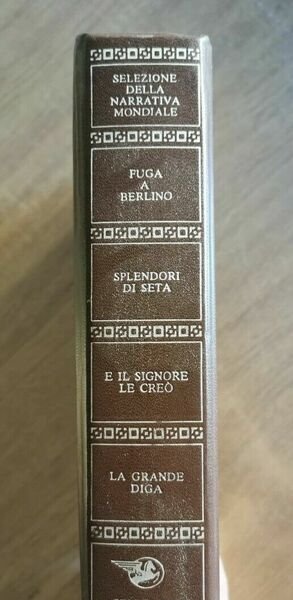 SELEZIONE
DELLA
NARRATIVA
MONDIALE
FUGA
A
BERLINO
SPLENDORI
DI SETA
E IL SIGNORE
LE CREÒ
LA GRANDE
DIGA